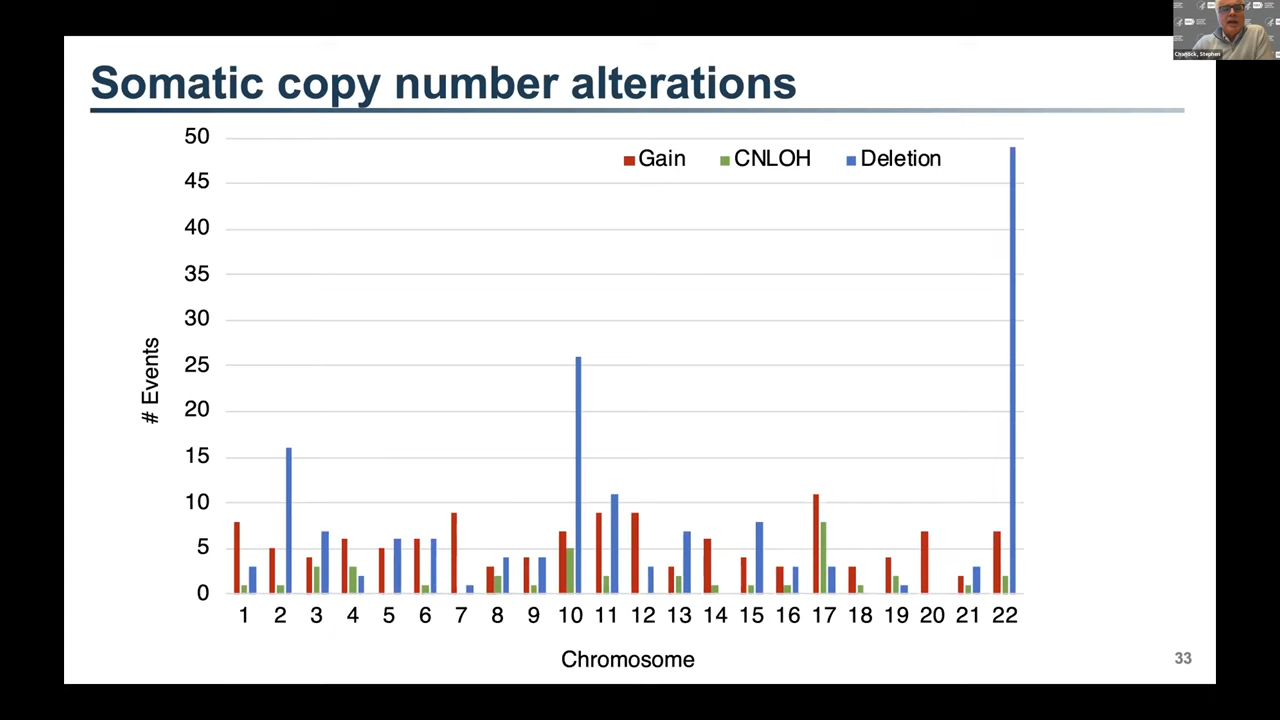 Somatic copy number alterations
50
Gain CNLOH Deletion
45
40
35
30
25
20
15
10
5
0
# Events
1 2 3 4 5 6 7 8 9 10 11 12 13 14 15 16 17 18 19 20 21 22
Chromosome
33
Stephen